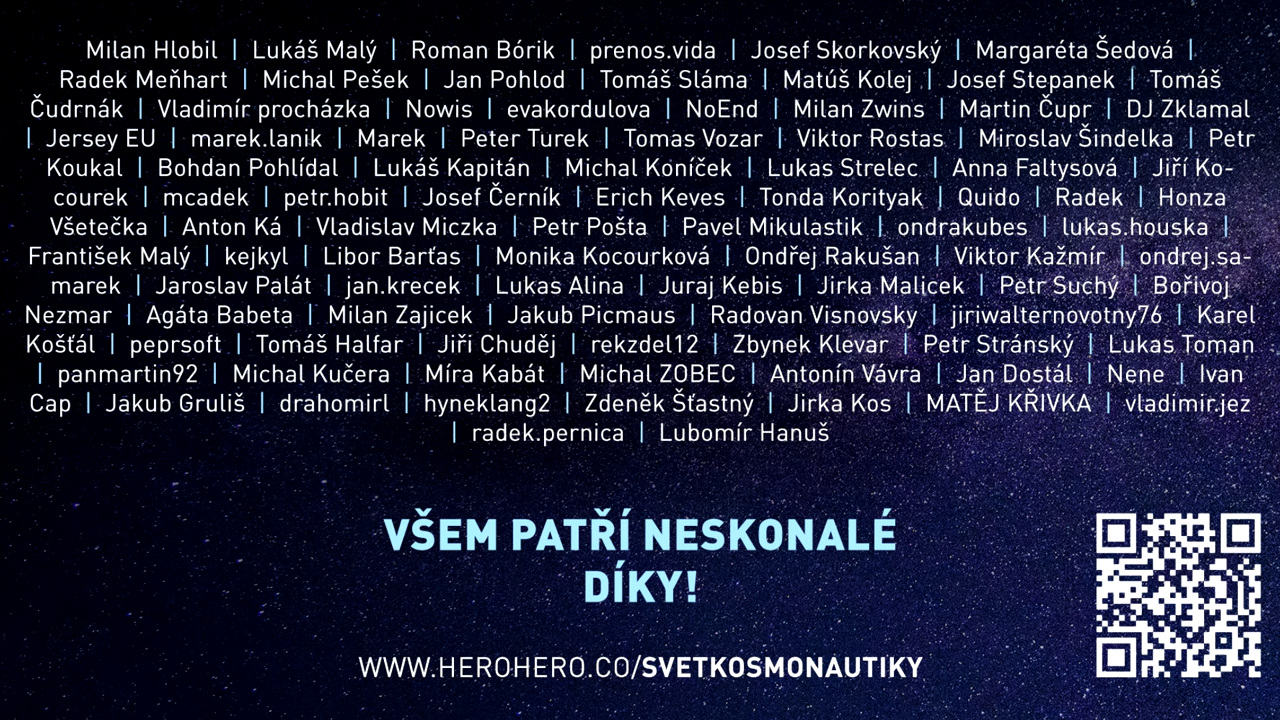 Milan Hlobil | Lukáš Malý | Roman Bórik | prenos.vida | Josef Skorkovský | Margaréta Šedová |
Radek Meňhart | Michal Pešek | Jan Pohlod | Tomáš Sláma | Matúš Kolej | Josef Stepanek | Tomáš
Čudrnák | Vladimír procházka | Nowis | evakordulova | NoEnd | Milan Zwins | Martin Čupr | DJ Zklamal
| Jersey EU | marek.lanik | Marek | Peter Turek | Tomas Vozar | Viktor Rostas | Miroslav Šindelka | Petr
Koukal | Bohdan Pohlídal | Lukáš Kapitán | Michal Koníček | Lukas Strelec | Anna Faltysová | Jiří Ko-
courek | mcadek | petr.hobit | Josef Černík | Erich Keves | Tonda Korityak | Quido | Radek | Honza
Všetečka | Anton Ká | Vladislav Miczka | Petr Pošta | Pavel Mikulastik | ondrakubes | lukas.houska |
František Malý | kejkyl | Libor Barťas | Monika Kocourková | Ondřej Rakušan | Viktor Kažmír | ondrej.sa-
marek | Jaroslav Palát | jan.krecek | Lukas Alina | Juraj Kebis | Jirka Malicek | Petr Suchý | Bořivoj
Nezmar | Agáta Babeta | Milan Zajicek | Jakub Picmaus | Radovan Visnovsky | jiriwalternovotny76 | Karel
Košťál | peprsoft | Tomáš Halfar | Jiři Chuděj | rekzdel12 | Zbynek Klevar | Petr Stránský | Lukas Toman
| panmartin92 | Michal Kučera | Míra Kabát | Michal ZOBEC | Antonín Vávra | Jan Dostál | Nene | Ivan
Cap | Jakub Gruliš | drahomirl | hyneklang2 | Zdeněk Šťastný | Jirka Kos | MATĚJ KŘIVKA | vladimir.jez
| radek.pernica | Lubomír Hanuš
VŠEM PATŘÍ NESKONALÉ
DÍKY!
WWW.HEROHERO.CO/SVETKOSMONAUTIKY